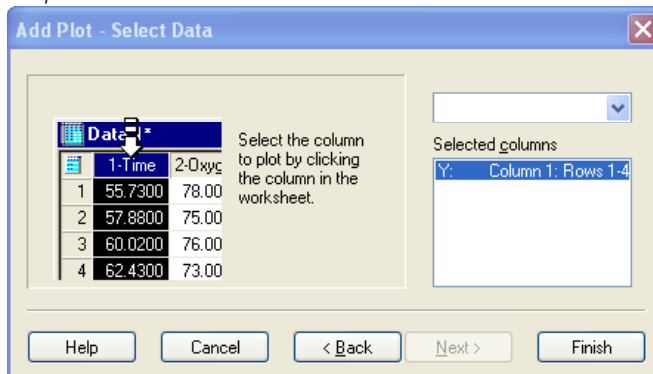 Add Plot - Select Data
Data 1*
1-Time 2-Oxyg
1 55.7300 78.00
2 57.8800 75.00
3 60.0200 76.00
4 62.4300 73.00
Select the column
to plot by clicking
the column in the
worksheet.
Selected columns
Y: Column 1: Rows 1-4
Help
Cancel
< Back
Next >
Finish